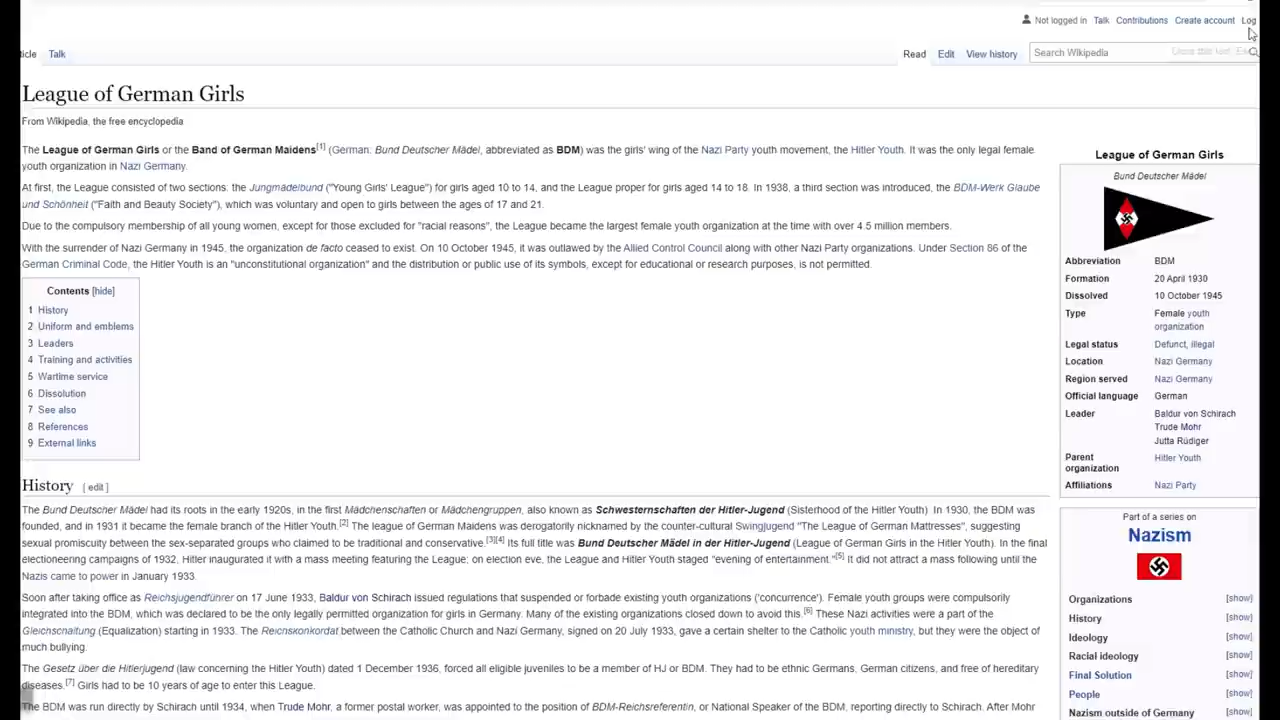 Not logged in Talk Contributions Create account Log
icle Talk Read Edit View history Search Wikipedia
League of German Girls
From Wikipedia, the free encyclopedia
The League of German Girls or the Band of German Maidens[1] (German: Bund Deutscher Mädel, abbreviated as BDM) was the girls' wing of the Nazi Party youth movement, the Hitler Youth. It was the only legal female
youth organization in Nazi Germany.
At first, the League consisted of two sections: the Jungmädelbund ("Young Girls' League") for girls aged 10 to 14, and the League proper for girls aged 14 to 18. In 1938, a third section was introduced, the BDM-Werk Glaube
und Schönheit ("Faith and Beauty Society"), which was voluntary and open to girls between the ages of 17 and 21.
Due to the compulsory membership of all young women, except for those excluded for "racial reasons", the League became the largest female youth organization at the time with over 4.5 million members.
With the surrender of Nazi Germany in 1945, the organization de facto ceased to exist. On 10 October 1945, it was outlawed by the Allied Control Council along with other Nazi Party organizations. Under Section 86 of the
German Criminal Code, the Hitler Youth is an "unconstitutional organization" and the distribution or public use of its symbols, except for educational or research purposes, is not permitted.
Contents [hide]
1 History
2 Uniform and emblems
3 Leaders
4 Training and activities
5 Wartime service
6 Dissolution
7 See also
8 References
9 External links
History [ edit ]
The Bund Deutscher Mädel had its roots in the early 1920s, in the first Mädchenschaften or Mädchengruppen, also known as Schwesternschaften der Hitler-Jugend (Sisterhood of the Hitler Youth). In 1930, the BDM was
founded, and in 1931 it became the female branch of the Hitler Youth.[2] The league of German Maidens was derogatorily nicknamed by the counter-cultural Swingjugend "The League of German Mattresses", suggesting
sexual promiscuity between the sex-separated groups who claimed to be traditional and conservative.[3][4] Its full title was Bund Deutscher Mädel in der Hitler-Jugend (League of German Girls in the Hitler Youth). In the final
electioneering campaigns of 1932, Hitler inaugurated it with a mass meeting featuring the League; on election eve, the League and Hitler Youth staged "evening of entertainment."[5] It did not attract a mass following until the
Nazis came to power in January 1933.
Soon after taking office as Reichsjugendführer on 17 June 1933, Baldur von Schirach issued regulations that suspended or forbade existing youth organizations ('concurrence'). Female youth groups were compulsorily
integrated into the BDM, which was declared to be the only legally permitted organization for girls in Germany. Many of the existing organizations closed down to avoid this.[6] These Nazi activities were a part of the
Gleichschaltung (Equalization) starting in 1933. The Reichskonkordat between the Catholic Church and Nazi Germany, signed on 20 July 1933, gave a certain shelter to the Catholic youth ministry, but they were the object of
much bullying.
The Gesetz über die Hitlerjugend (law concerning the Hitler Youth) dated 1 December 1936, forced all eligible juveniles to be a member of HJ or BDM. They had to be ethnic Germans, German citizens, and free of hereditary
diseases.[7] Girls had to be 10 years of age to enter this League.
The BDM was run directly by Schirach until 1934, when Trude Mohr, a former postal worker, was appointed to the position of BDM-Reichsreferentin, or National Speaker of the BDM, reporting directly to Schirach. After Mohr
League of German Girls
Bund Deutscher Mädel
Abbreviation BDM
Formation 20 April 1930
Dissolved 10 October 1945
Type Female youth
organization
Legal status Defunct, illegal
Location Nazi Germany
Region served Nazi Germany
Official language German
Leader Baldur von Schirach
Trude Mohr
Jutta Rüdiger
Parent
organization Hitler Youth
Affiliations Nazi Party
Part of a series on
Nazism
Organizations [show]
History [show]
Ideology [show]
Racial ideology [show]
Final Solution [show]
People [show]
Nazism outside of Germany [show]